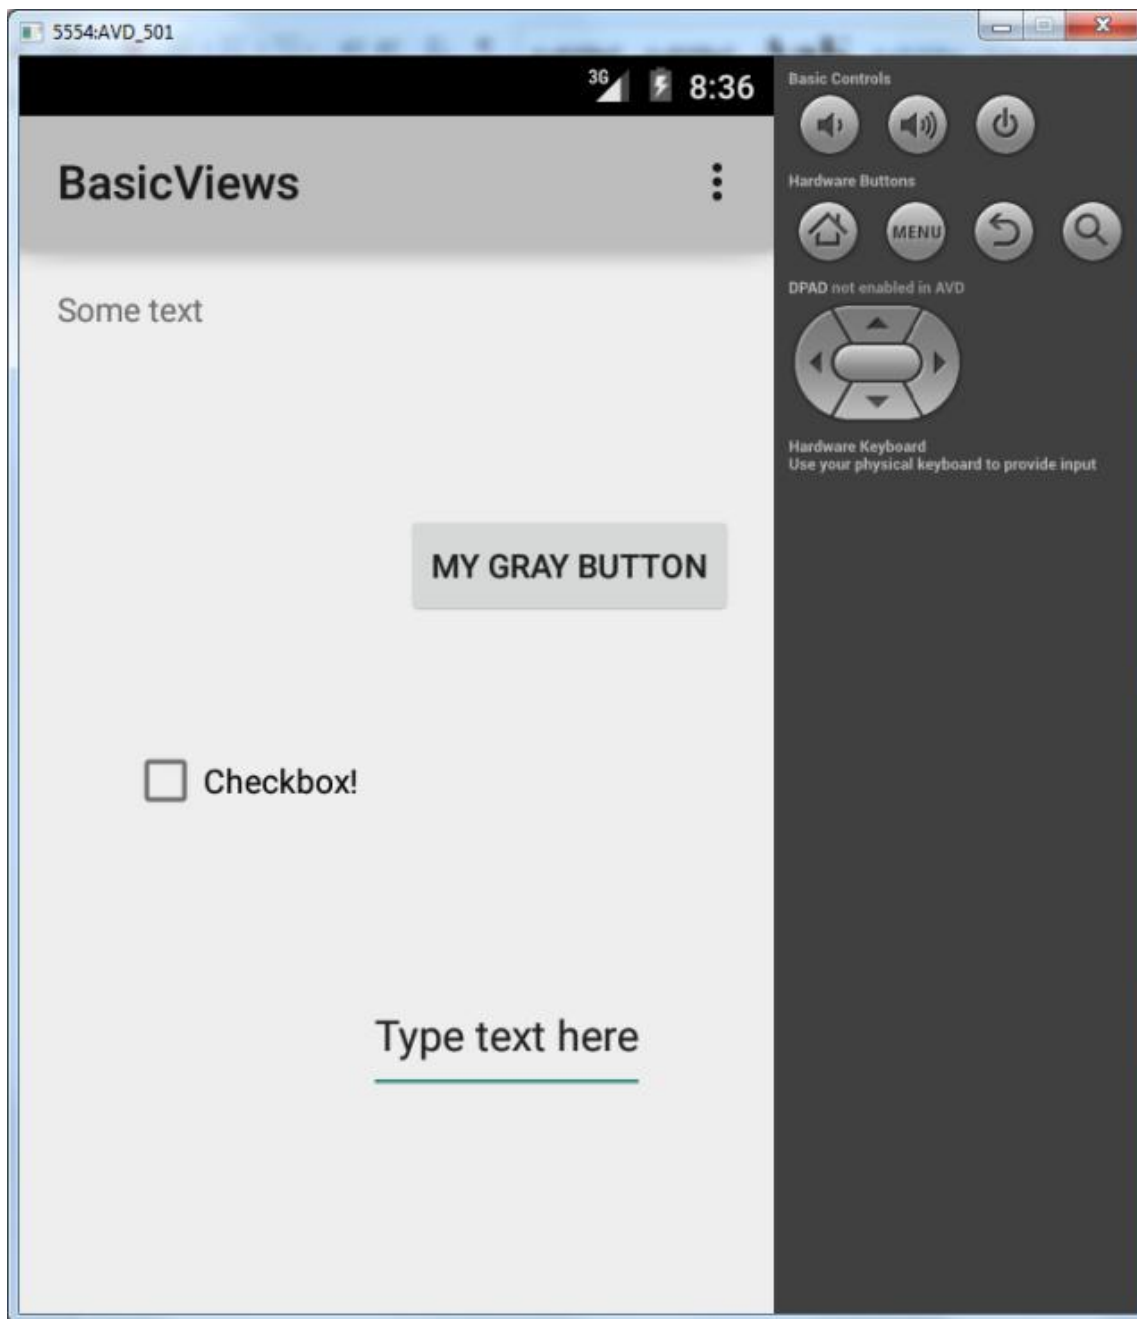 5554:AVD_501
3G 8:36
BasicViews
Some text
MY GRAY BUTTON
Checkbox!
Type text here
Basic Controls
Hardware Buttons
MENU
DPAD not enabled in AVD
Hardware Keyboard
Use your physical keyboard to provide input